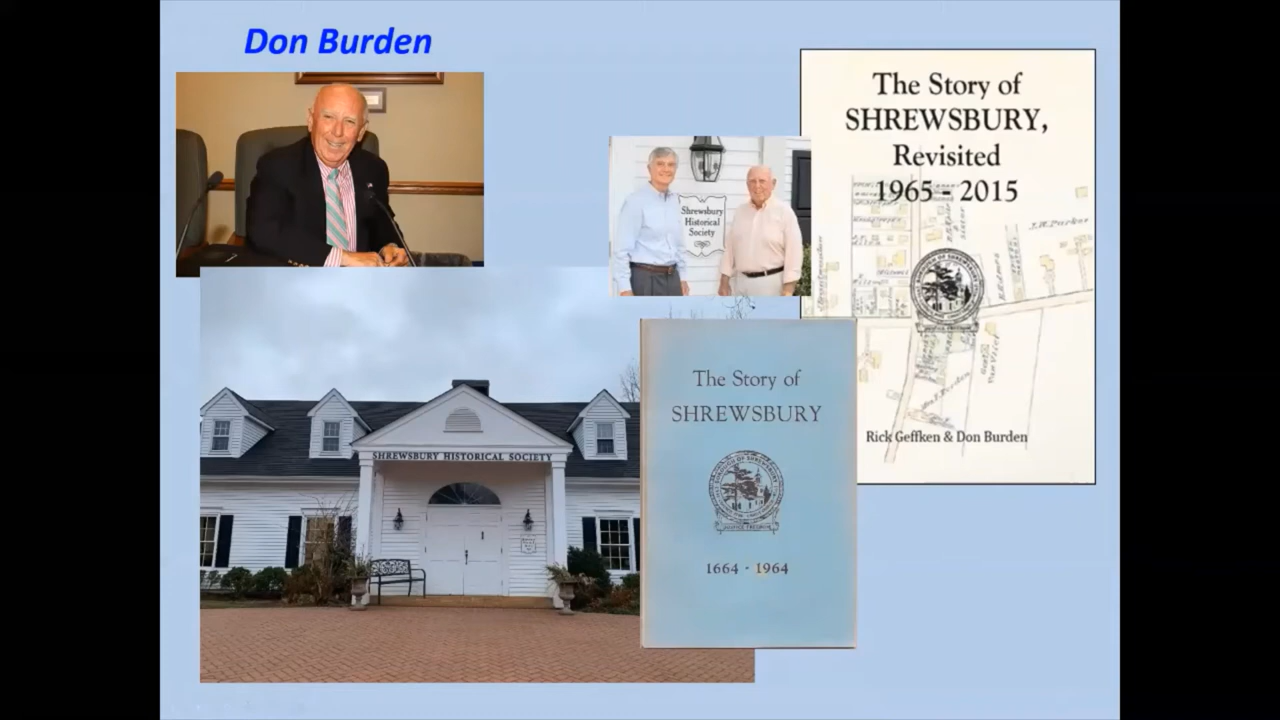 Don Burden
The Story of
SHREWSBURY,
Revisited
1965 - 2015
Rick Geffken & Don Burden
Shrewsbury
Historical
Society
SHREWSBURY HISTORICAL SOCIETY
The Story of
SHREWSBURY
1664 - 1964